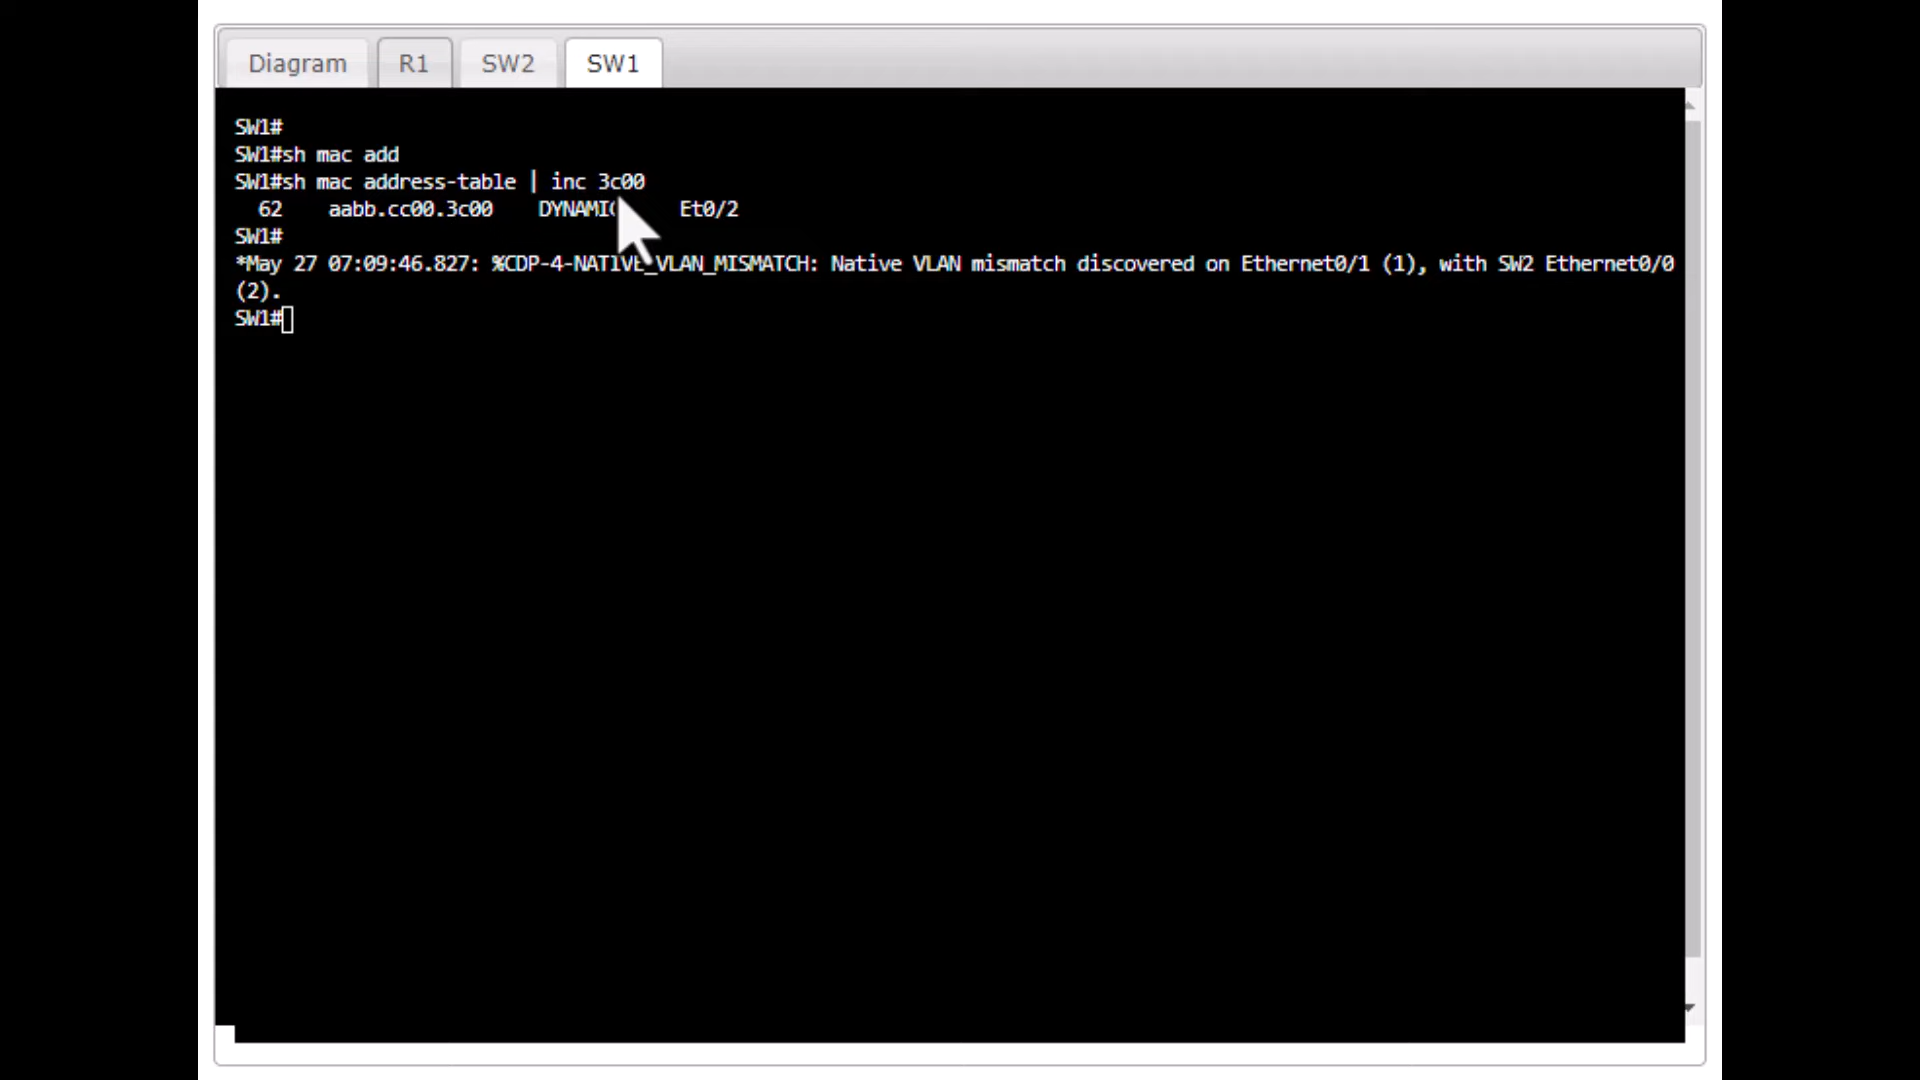 Diagram R1 SW2 SW1
SW1#
SW1#sh mac add
SW1#sh mac address-table | inc 3c00
62 aabb.cc00.3c00 DYNAMIC Et0/2
SW1#
*May 27 07:09:46.827: %CDP-4-NATIVE_VLAN_MISMATCH: Native VLAN mismatch discovered on Ethernet0/1 (1), with SW2 Ethernet0/0
(2).
SW1#